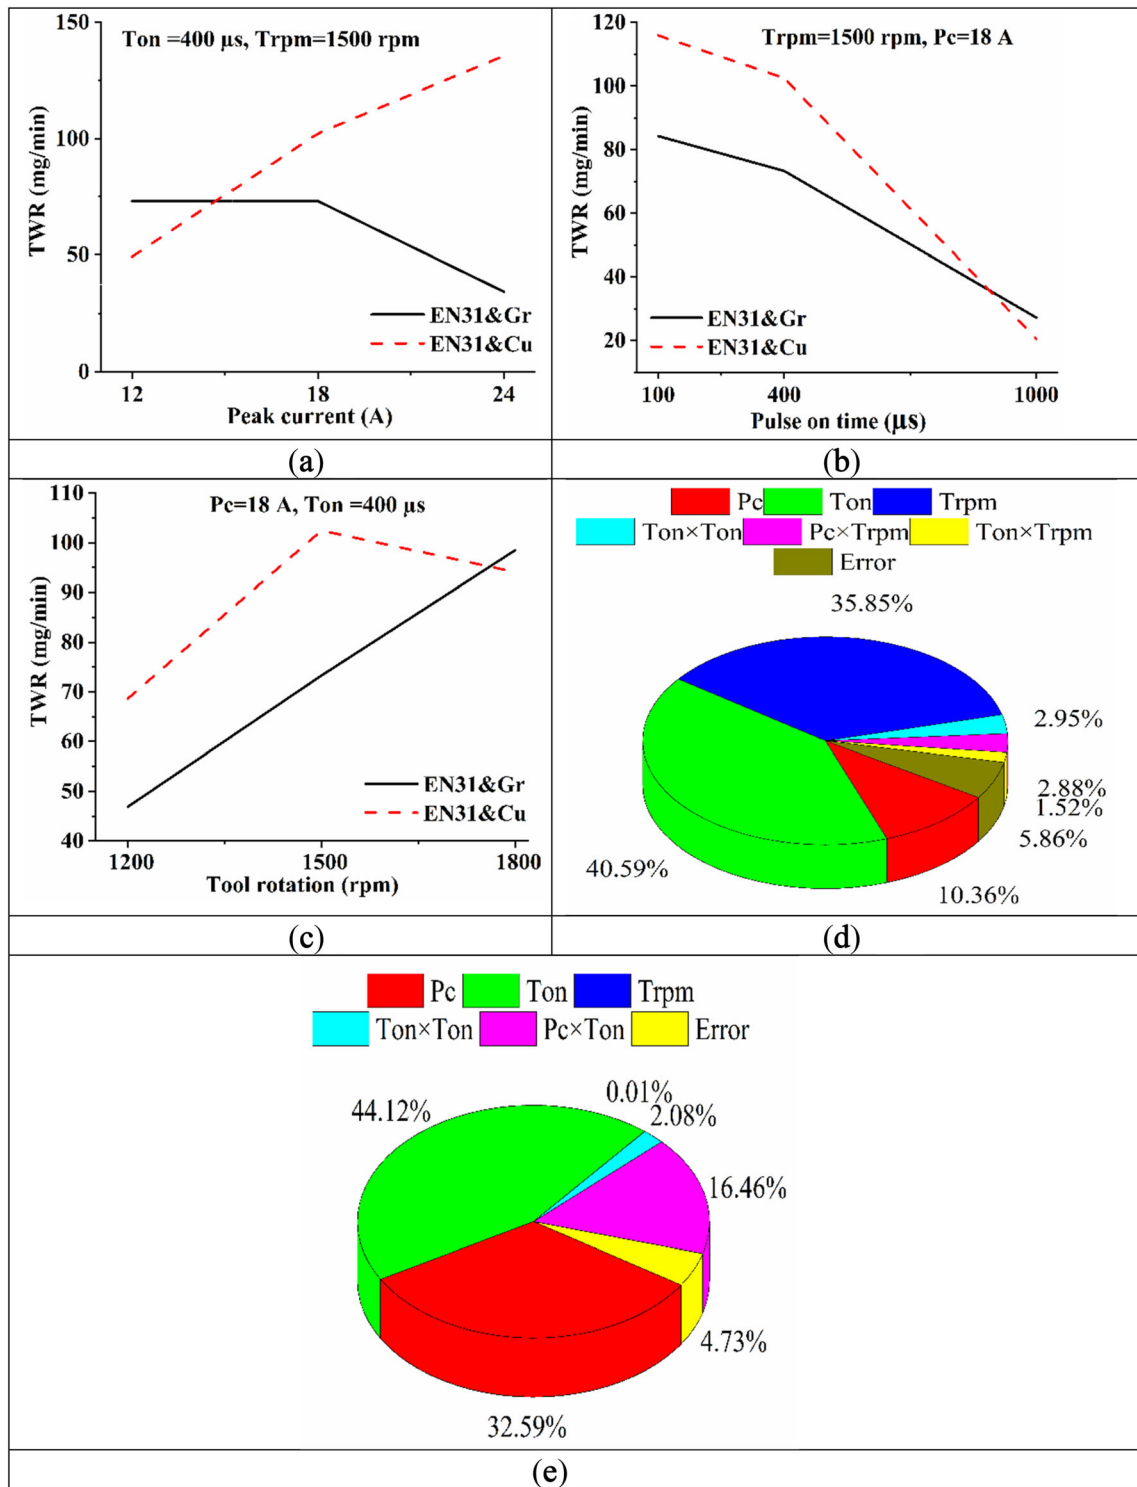 150
100
50
0
TWR (mg/min)
Ton =400 µs, Trpm=1500 rpm
EN31&Gr
EN31&Cu
12 18 24
Peak current (A)
(a)
120
100
80
60
40
20
TWR (mg/min)
Trpm=1500 rpm, Pc=18 A
EN31&Gr
EN31&Cu
100 400 1000
Pulse on time (µs)
(b)
110
100
90
80
70
60
50
40
TWR (mg/min)
Pc=18 A, Ton =400 µs
EN31&Gr
EN31&Cu
1200 1500 1800
Tool rotation (rpm)
(c)
Pc Ton Trpm
Ton×Ton Pc×Trpm Ton×Trpm
Error
35.85%
2.95%
2.88%
1.52%
5.86%
40.59%
10.36%
(d)
Pc Ton Trpm
Ton×Ton Pc×Ton Error
44.12%
0.01%
2.08%
16.46%
4.73%
32.59%
(e)